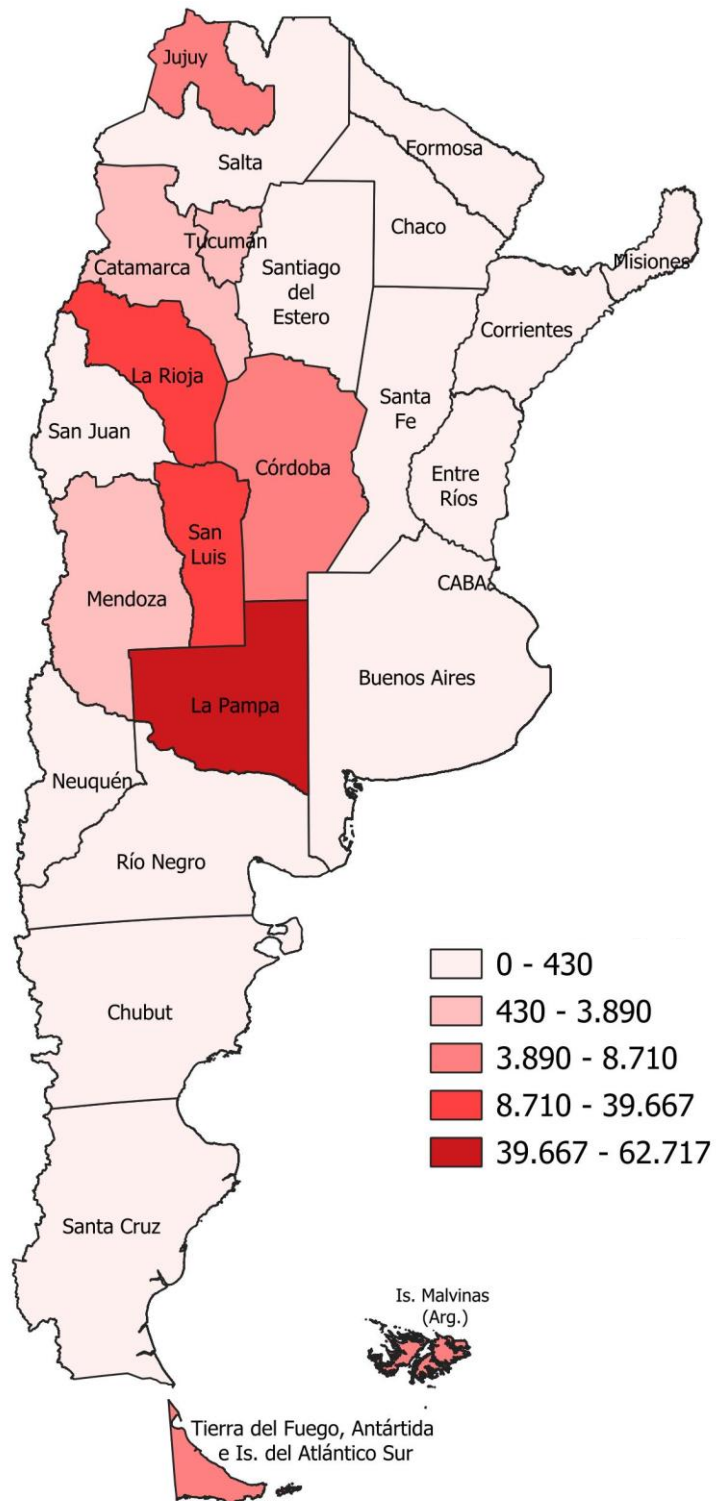 Jujuy
Formosa
Salta
Chaco
Tucumán
Misiones
Catamarca
Santiago
del
Estero
Corrientes
La Rioja
Santa
Fe
San Juan
Córdoba
Entre
Ríos
San
Luis
CABA
Mendoza
Buenos Aires
La Pampa
Neuquén
Río Negro
0 - 430
430 - 3.890
Chubut
3.890 - 8.710
8.710 - 39.667
39.667 - 62.717
Santa Cruz
Is. Malvinas
(Arg.)
Tierra del Fuego, Antártida
e Is. del Atlántico Sur